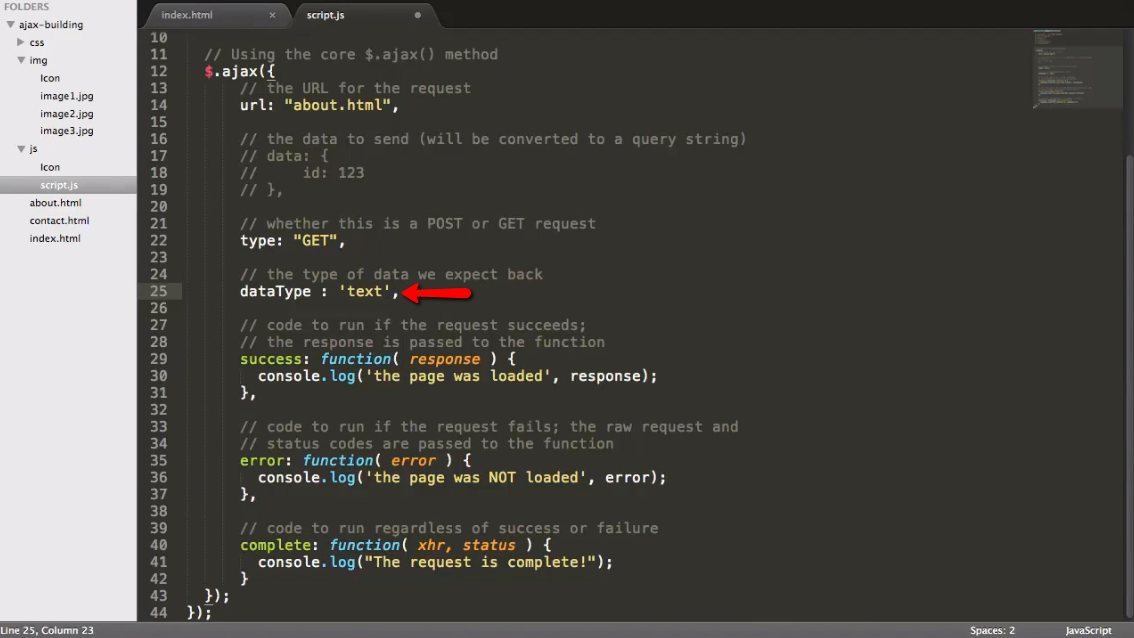 FOLDERS
ajax-building
css
img
Icon
image1.jpg
image2.jpg
image3.jpg
js
Icon
script.js
about.html
contact.html
index.html
index.html ×
script.js
10
11 // Using the core $.ajax() method
12 $.ajax({
13 // the URL for the request
14 url: "about.html",
15
16 // the data to send (will be converted to a query string)
17 // data: {
18 //     id: 123
19 // },
20
21 // whether this is a POST or GET request
22 type: "GET",
23
24 // the type of data we expect back
25 dataType : 'text',
26
27 // code to run if the request succeeds;
28 // the response is passed to the function
29 success: function( response ) {
30 console.log('the page was loaded', response);
31 },
32
33 // code to run if the request fails; the raw request and
34 // status codes are passed to the function
35 error: function( error ) {
36 console.log('the page was NOT loaded', error);
37 },
38
39 // code to run regardless of success or failure
40 complete: function( xhr, status ) {
41 console.log("The request is complete!");
42 }
43 });
44 });
Line 25, Column 23
Spaces: 2
JavaScript